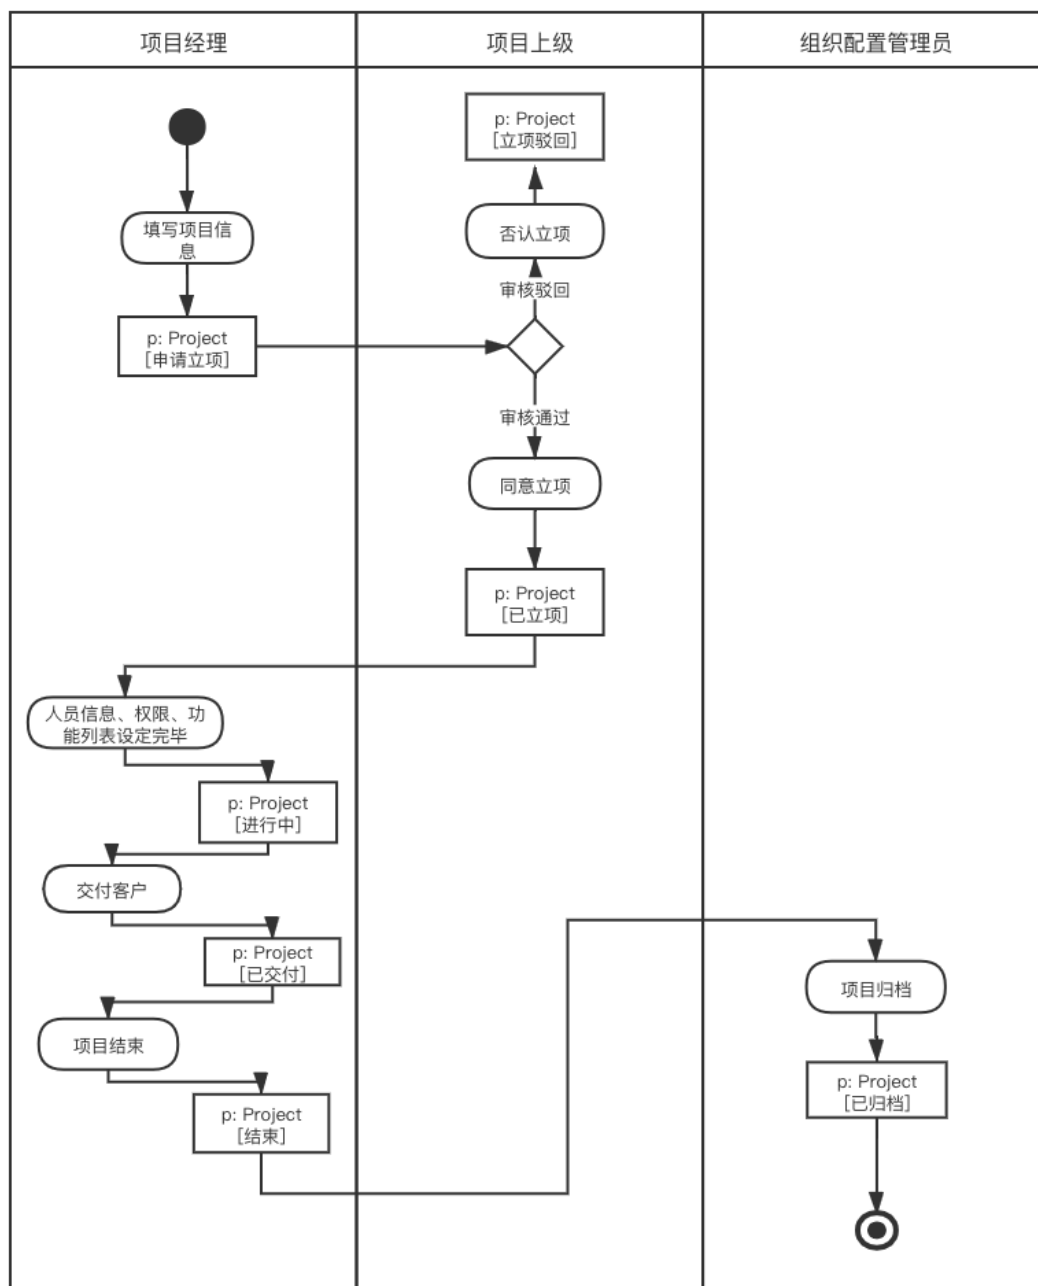 项目经理
项目上级
组织配置管理员
p: Project
[立项驳回]
填写项目信
息
否认立项
审核驳回
p: Project
[申请立项]
审核通过
同意立项
p: Project
[已立项]
人员信息、权限、功
能列表设定完毕
p: Project
[进行中]
交付客户
p: Project
[已交付]
项目归档
项目结束
p: Project
[已归档]
p: Project
[结束]